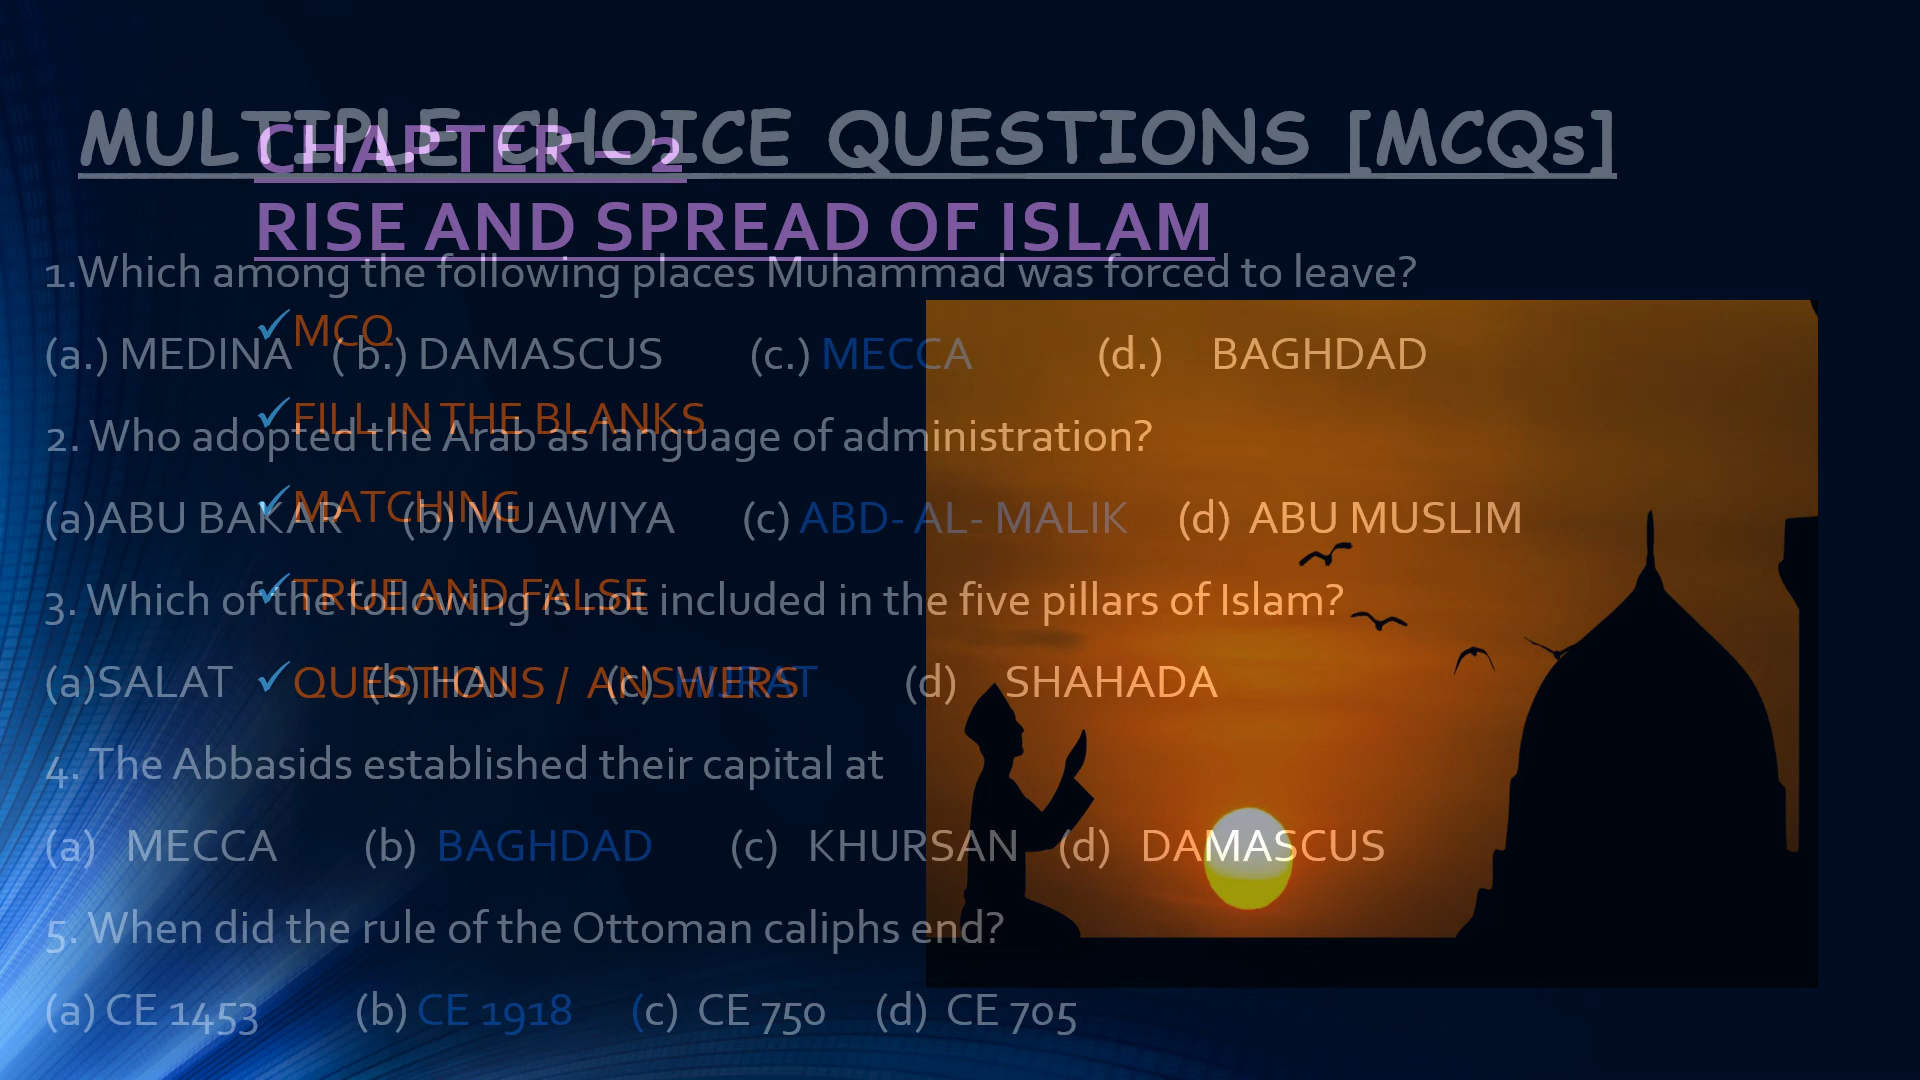 MULTIPLE CHOICE QUESTIONS [MCQs]
CHAPTER – 2
RISE AND SPREAD OF ISLAM
1.Which among the following places Muhammad was forced to leave?
✓MCQ
(a.) MEDINA ( b.) DAMASCUS (c.) MECCA (d.) BAGHDAD
✓FILL IN THE BLANKS
2. Who adopted the Arab as language of administration?
✓MATCHING
(a)ABU BAKAR (b) MUAWIYA (c) ABD- AL- MALIK (d) ABU MUSLIM
✓TRUE AND FALSE
3. Which of the following is not included in the five pillars of Islam?
✓QUESTIONS / ANSWERS
(a)SALAT (b) HAJ (c) HIJRAT (d) SHAHADA
4. The Abbasids established their capital at
(a) MECCA (b) BAGHDAD (c) KHURSAN (d) DAMASCUS
5. When did the rule of the Ottoman caliphs end?
(a) CE 1453 (b) CE 1918 (c) CE 750 (d) CE 705